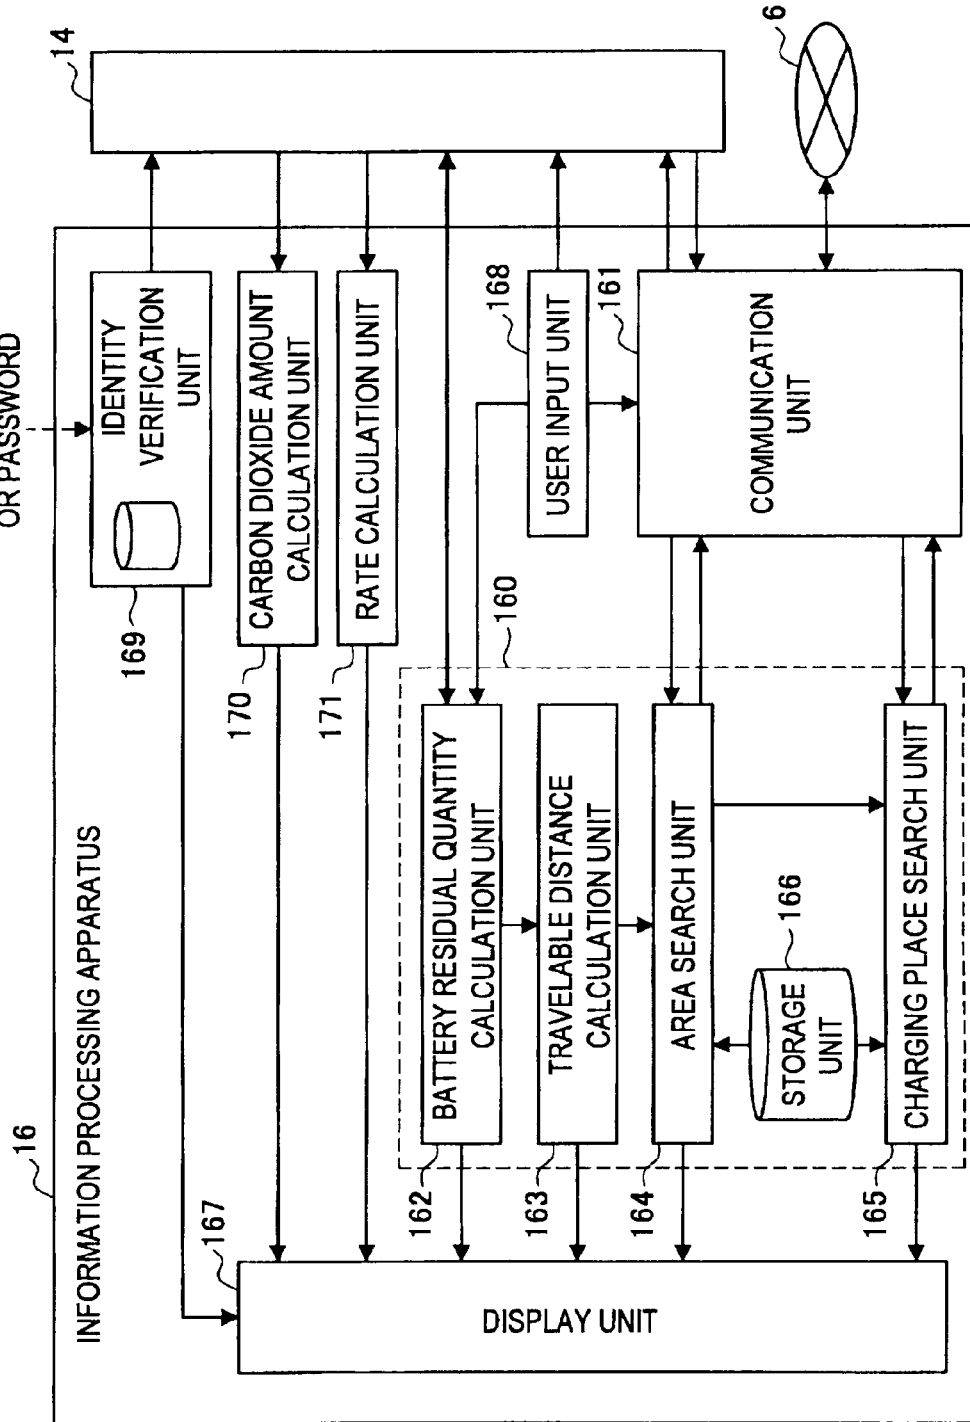 OR PASSWORD
16
INFORMATION PROCESSING APPARATUS
14
6
IDENTITY
VERIFICATION
UNIT
169
CARBON DIOXIDE AMOUNT
CALCULATION UNIT
170
RATE CALCULATION UNIT
171
167
DISPLAY UNIT
160
BATTERY RESIDUAL QUANTITY
CALCULATION UNIT
162
TRAVELABLE DISTANCE
CALCULATION UNIT
163
AREA SEARCH UNIT
164
STORAGE
UNIT
166
CHARGING PLACE SEARCH UNIT
165
USER INPUT UNIT
168
COMMUNICATION
UNIT
161